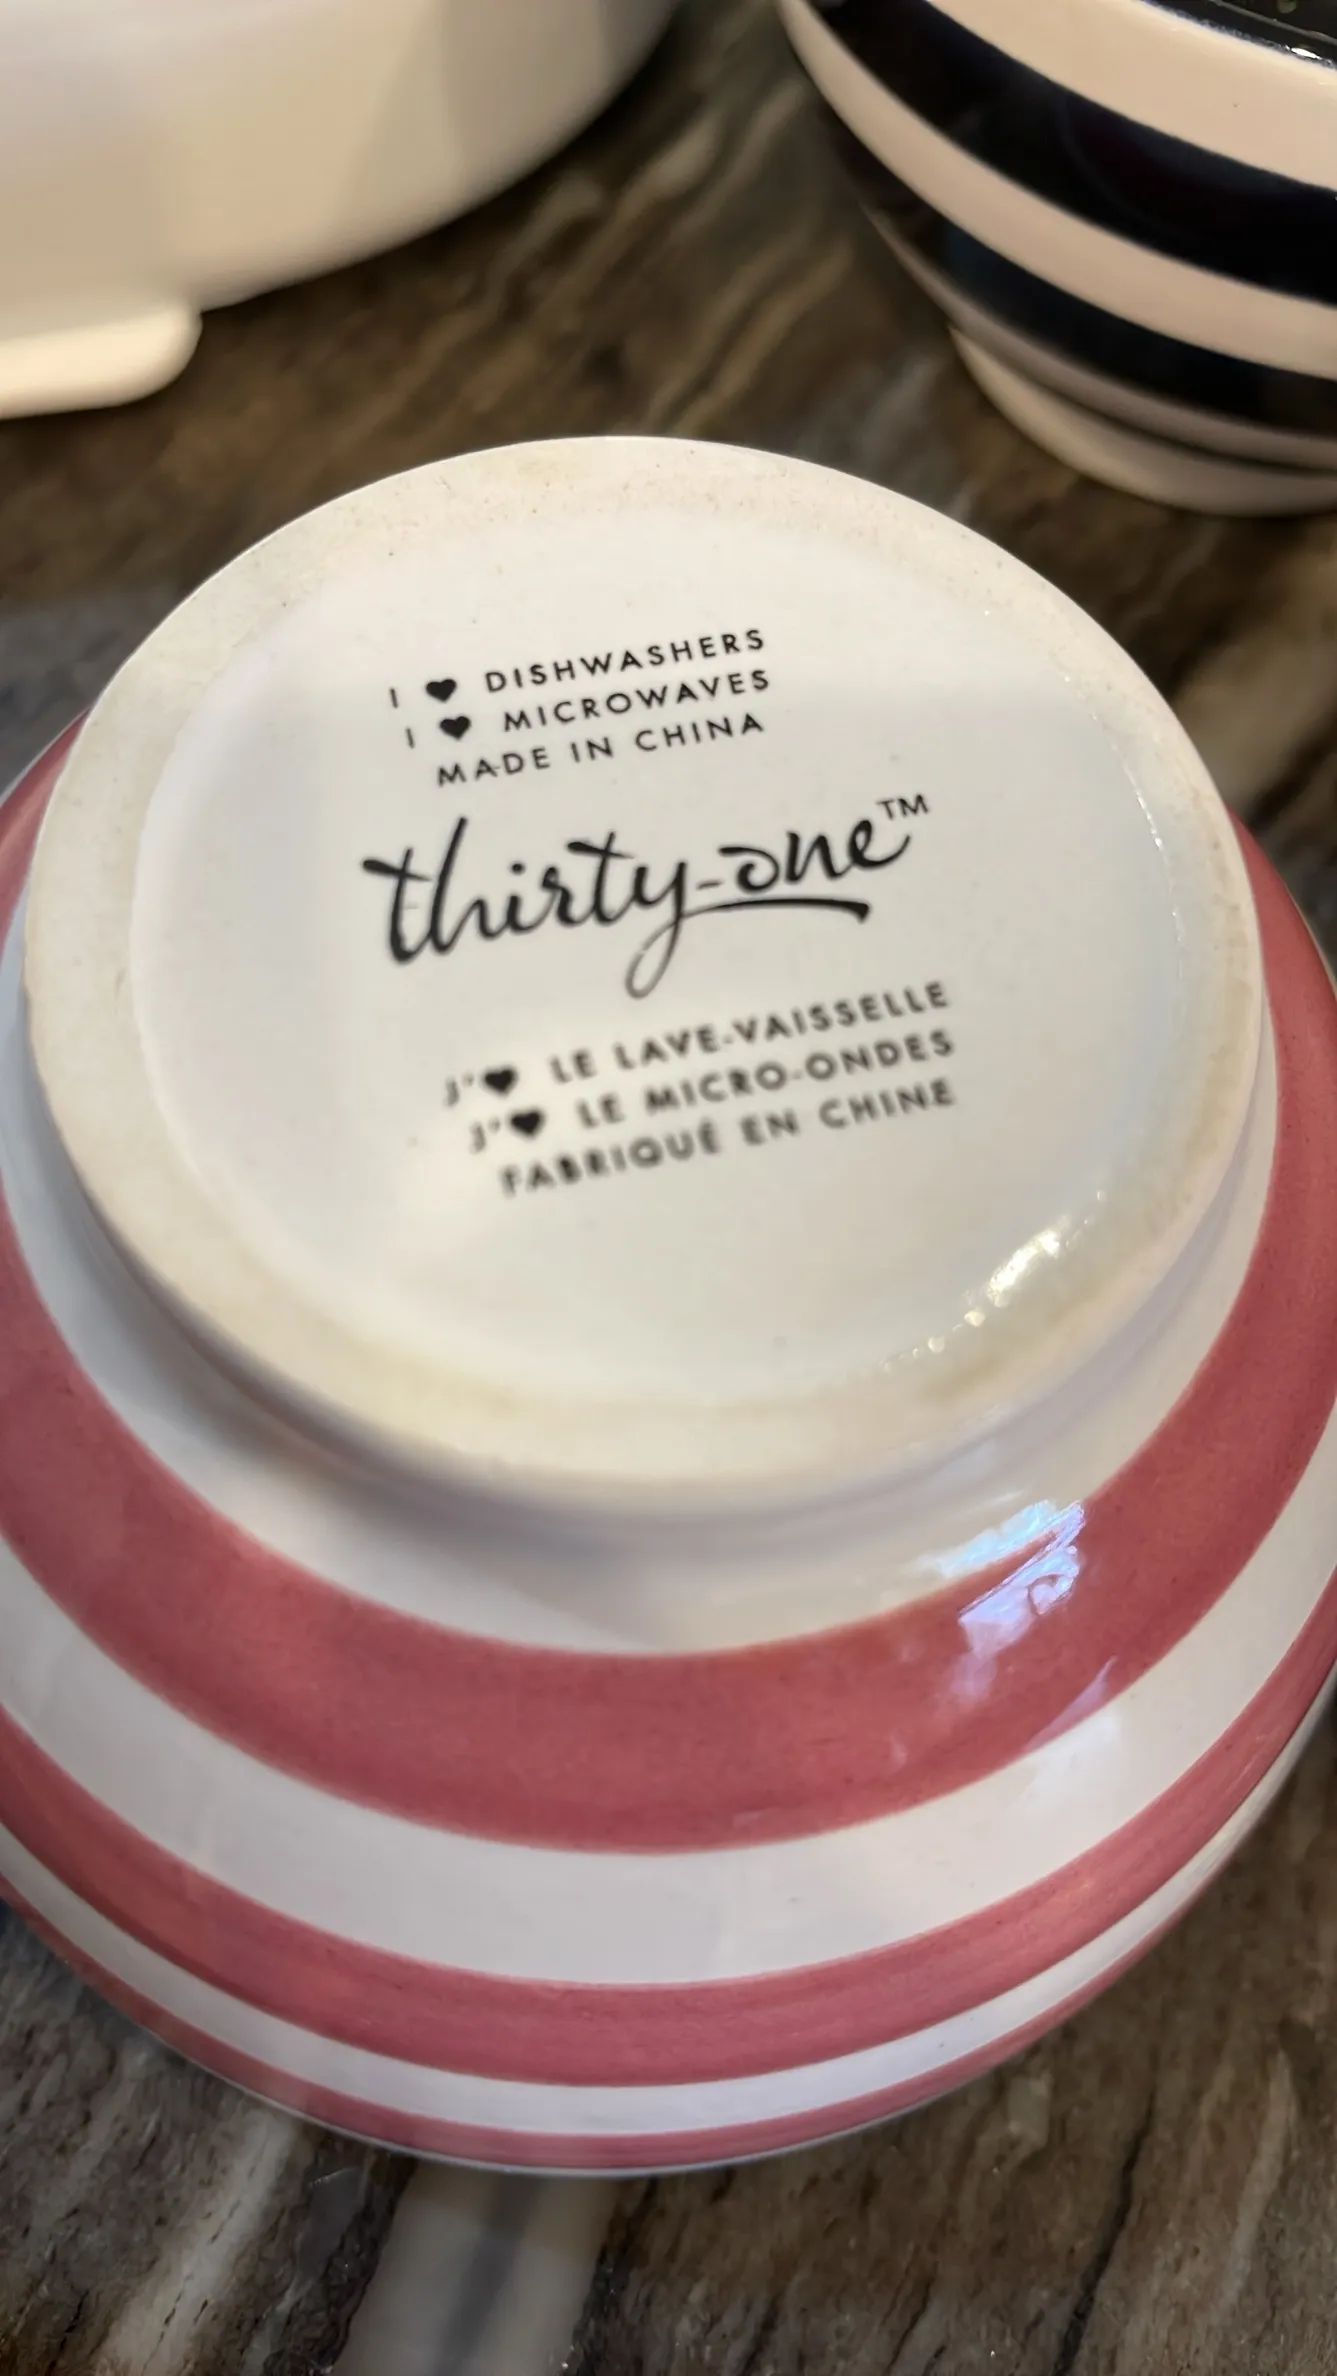 I ♥ DISHWASHERS
I ♥ MICROWAVES
MADE IN CHINA
thirty-one™
J'♥ LE LAVE-VAISSELLE
J'♥ LE MICRO-ONDES
FABRIQUÉ EN CHINE